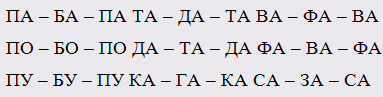 ПА – БА – ПА ТА – ДА – ТА ВА – ФА – ВА
ПО – БО – ПО ДА – ТА – ДА ФА – ВА – ФА
ПУ – БУ – ПУ КА – ГА – КА СА – ЗА – СА